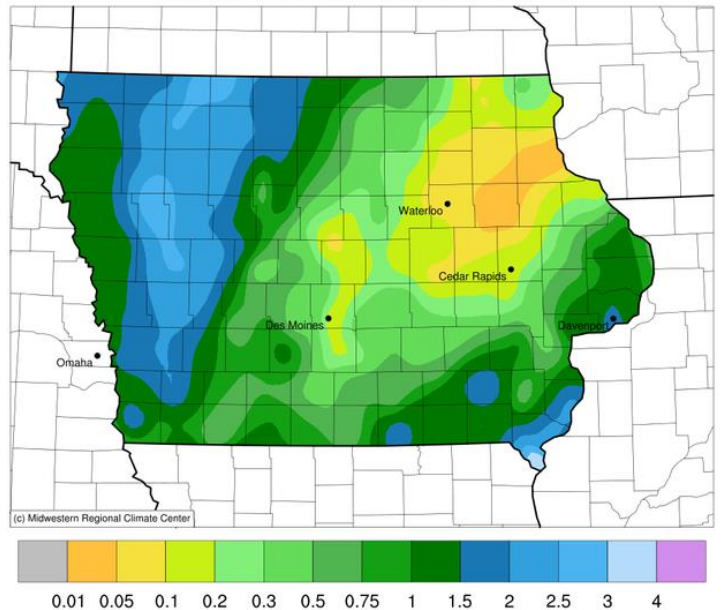 Waterloo
Cedar Rapids
Des Moines
Davenport
Omaha
(c) Midwestern Regional Climate Center
0.01 0.05 0.1 0.2 0.3 0.5 0.75 1 1.5 2 2.5 3 4